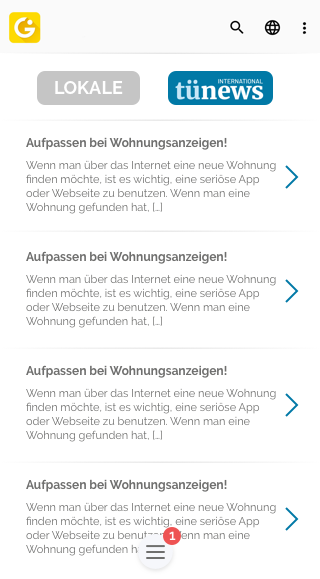 G
LOKALE
INTERNATIONAL
tünews
Aufpassen bei Wohnungsanzeigen!
Wenn man über das Internet eine neue Wohnung
finden möchte, ist es wichtig, eine seriöse App
oder Webseite zu benutzen. Wenn man eine
Wohnung gefunden hat, [...]
Aufpassen bei Wohnungsanzeigen!
Wenn man über das Internet eine neue Wohnung
finden möchte, ist es wichtig, eine seriöse App
oder Webseite zu benutzen. Wenn man eine
Wohnung gefunden hat, [...]
Aufpassen bei Wohnungsanzeigen!
Wenn man über das Internet eine neue Wohnung
finden möchte, ist es wichtig, eine seriöse App
oder Webseite zu benutzen. Wenn man eine
Wohnung gefunden hat, [...]
Aufpassen bei Wohnungsanzeigen!
Wenn man über das Internet eine neue Wohnung
finden möchte, ist es wichtig, eine seriöse App
oder Webseite zu benutzen. Wenn man eine
Wohnung gefunden
1